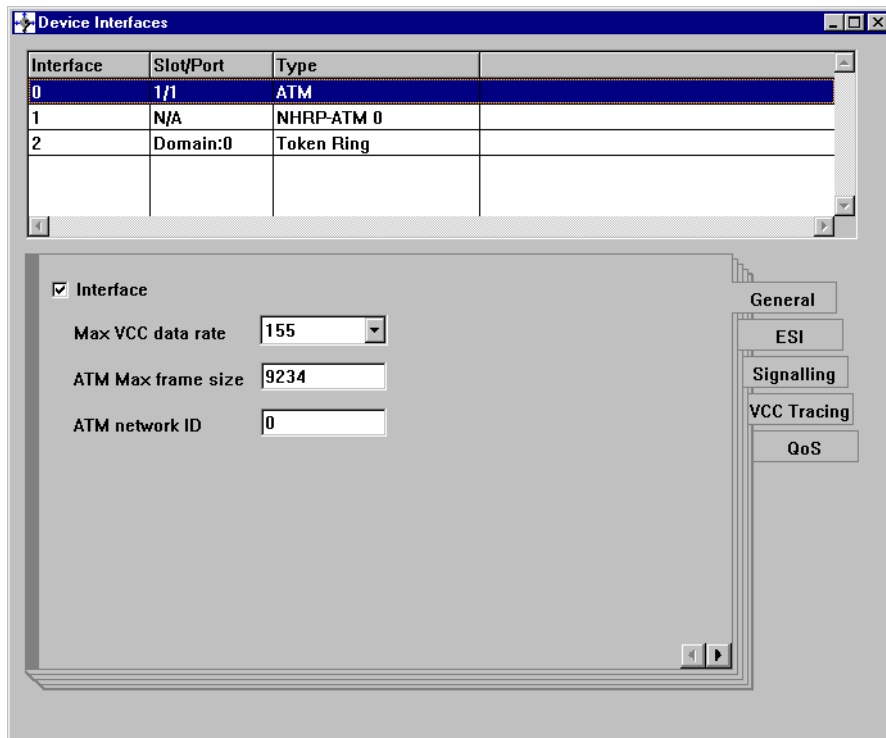 Device Interfaces
Interface Slot/Port Type
0 1/1 ATM
1 N/A NHRP-ATM 0
2 Domain:0 Token Ring
Interface
General
Max VCC data rate 155
ESI
ATM Max frame size 9234
Signalling
ATM network ID 0
VCC Tracing
QoS